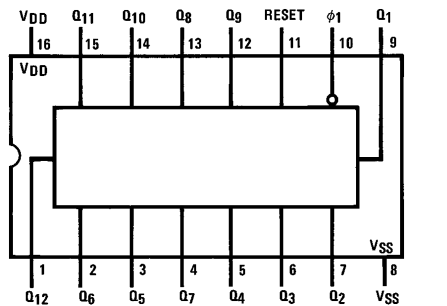 VDD Q11 Q10 Q8 Q9 RESET ϕ1 Q1
16 15 14 13 12 11 10 9
VDD
VSS
1 2 3 4 5 6 7 8
Q12 Q6 Q5 Q7 Q4 Q3 Q2 VSS